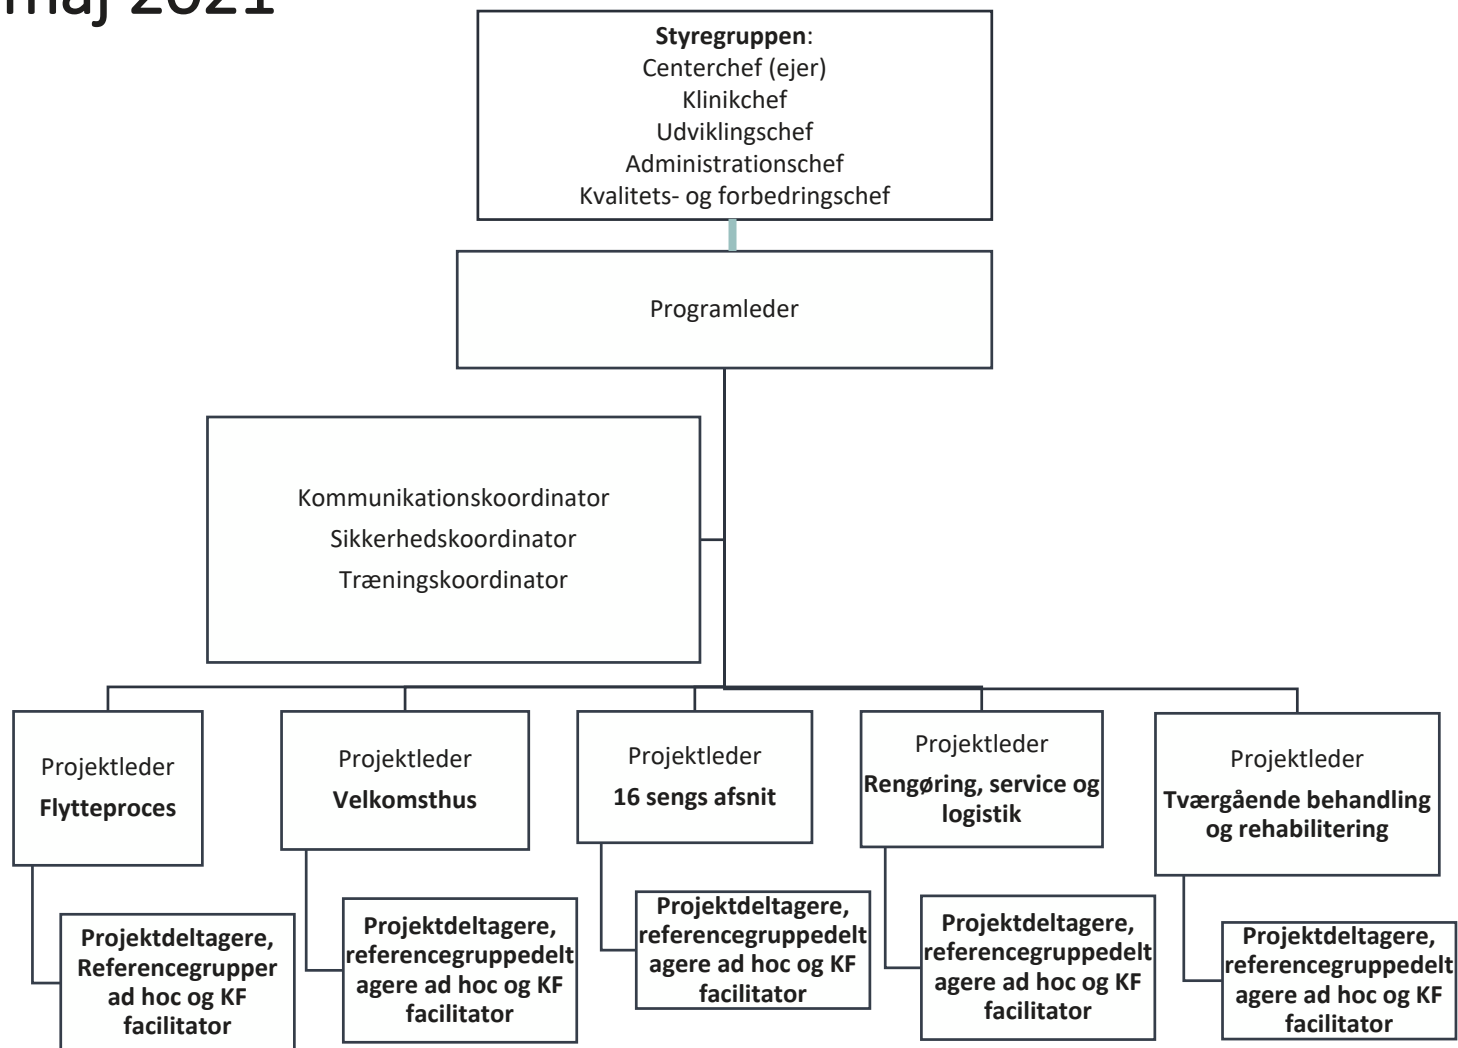 maj 2021
Styregruppen:
Centerchef (ejer)
Klinikchef
Udviklingschef
Administrationschef
Kvalitets- og forbedringschef
Programleder
Kommunikationskoordinator
Sikkerhedskoordinator
Træningskoordinator
Projektleder
Flytteproces
Projektleder
Velkomsthus
Projektleder
16 sengs afsnit
Projektleder
Rengøring, service og
logistik
Projektleder
Tværgående behandling
og rehabilitering
Projektdeltagere,
Referencegrupper
ad hoc og KF
facilitator
Projektdeltagere,
referencegruppedelt
agere ad hoc og KF
facilitator
Projektdeltagere,
referencegruppedelt
agere ad hoc og KF
facilitator
Projektdeltagere,
referencegruppedelt
agere ad hoc og KF
facilitator
Projektdeltagere,
referencegruppedelt
agere ad hoc og KF
facilitator